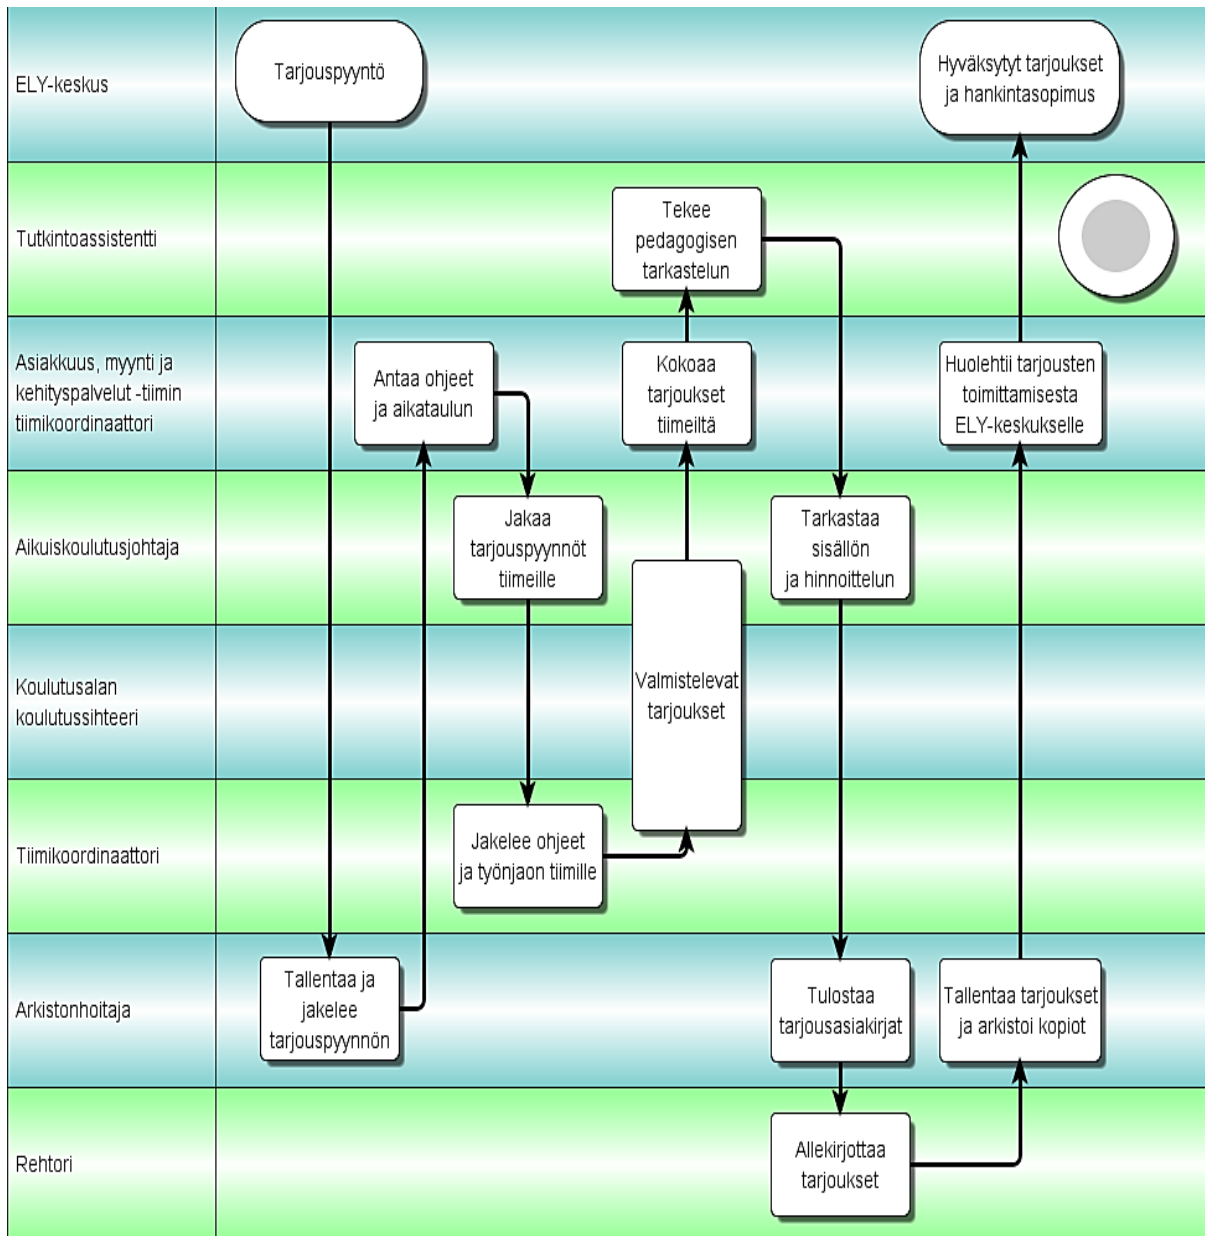 ELY-keskus
Tarjouspyyntö
Hyväksytyt tarjoukset
ja hankintasopimus
Tutkintoassistentti
Tekee
pedagogisen
tarkastelun
Asiakkuus, myynti ja
kehityspalvelut -tiimin
tiimikoordinaattori
Antaa ohjeet
ja aikataulun
Kokoaa
tarjoukset
tiimeiltä
Huolehtii tarjousten
toimittamisesta
ELY-keskukselle
Aikuiskoulutusjohtaja
Jakaa
tarjouspyynnöt
tiimeille
Tarkastaa
sisällön
ja hinnoittelun
Koulutusalan
koulutussihteeri
Valmistelevat
tarjoukset
Tiimikoordinaattori
Jakelee ohjeet
ja työnjaon tiimille
Arkistonhoitaja
Tallentaa ja
jakelee
tarjouspyynnön
Tulostaa
tarjousasiakirjat
Tallentaa tarjoukset
ja arkistoi kopiot
Rehtori
Allekirjottaa
tarjoukset